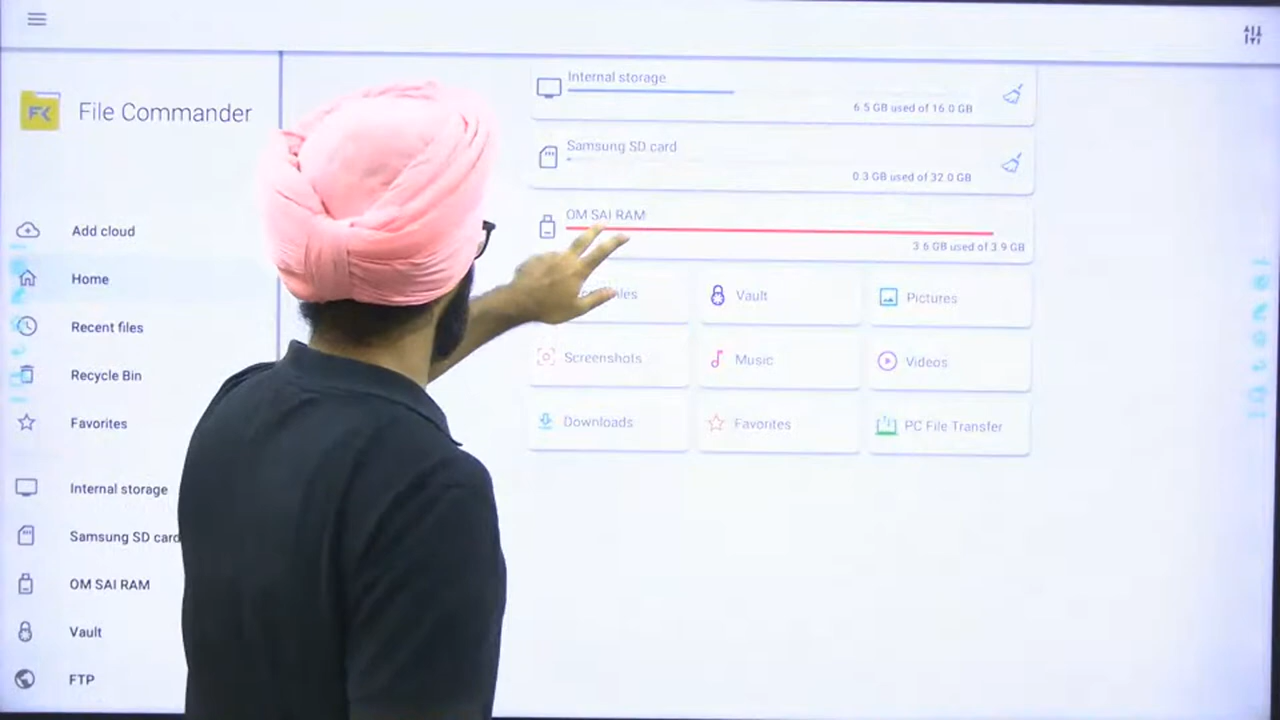 File Commander
Add cloud
Home
Recent files
Recycle Bin
Favorites
Internal storage
Samsung SD card
OM SAI RAM
Vault
FTP
Internal storage
6.5 GB used of 16.0 GB
Samsung SD card
0.3 GB used of 32.0 GB
OM SAI RAM
3.6 GB used of 3.9 GB
Vault
Pictures
Screenshots
Music
Videos
Downloads
Favorites
PC File Transfer